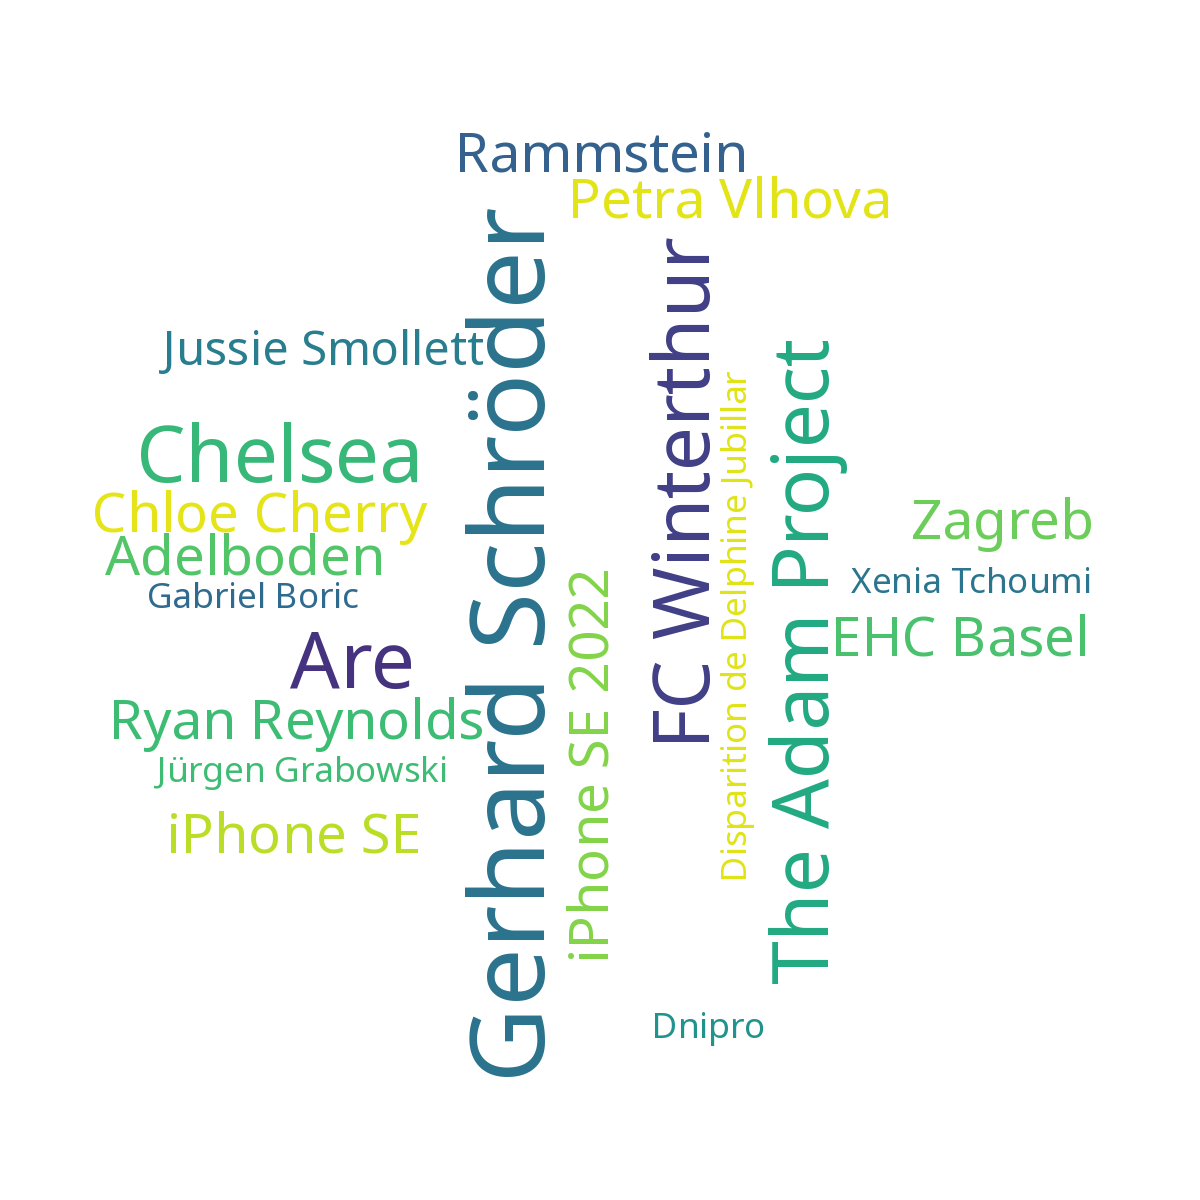 Rammstein
Petra Vlhova
Gerhard Schröder
FC Winterthur
Jussie Smollett
The Adam Project
Disparition de Delphine Jubillar
Chelsea
Chloe Cherry
Zagreb
Adelboden
Xenia Tchoumi
Gabriel Boric
iPhone SE 2022
EHC Basel
Are
Ryan Reynolds
Jürgen Grabowski
iPhone SE
Dnipro